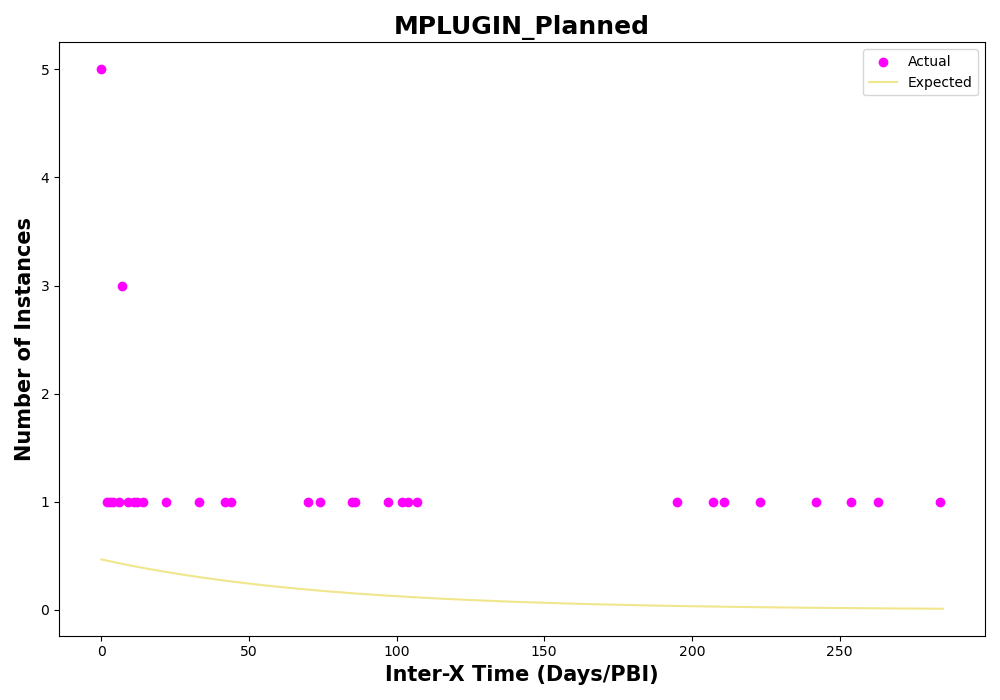 MPLUGIN_Planned
Actual
Expected
Number of Instances
5
4
3
2
1
0
0
50
100
150
200
250
Inter-X Time (Days/PBI)